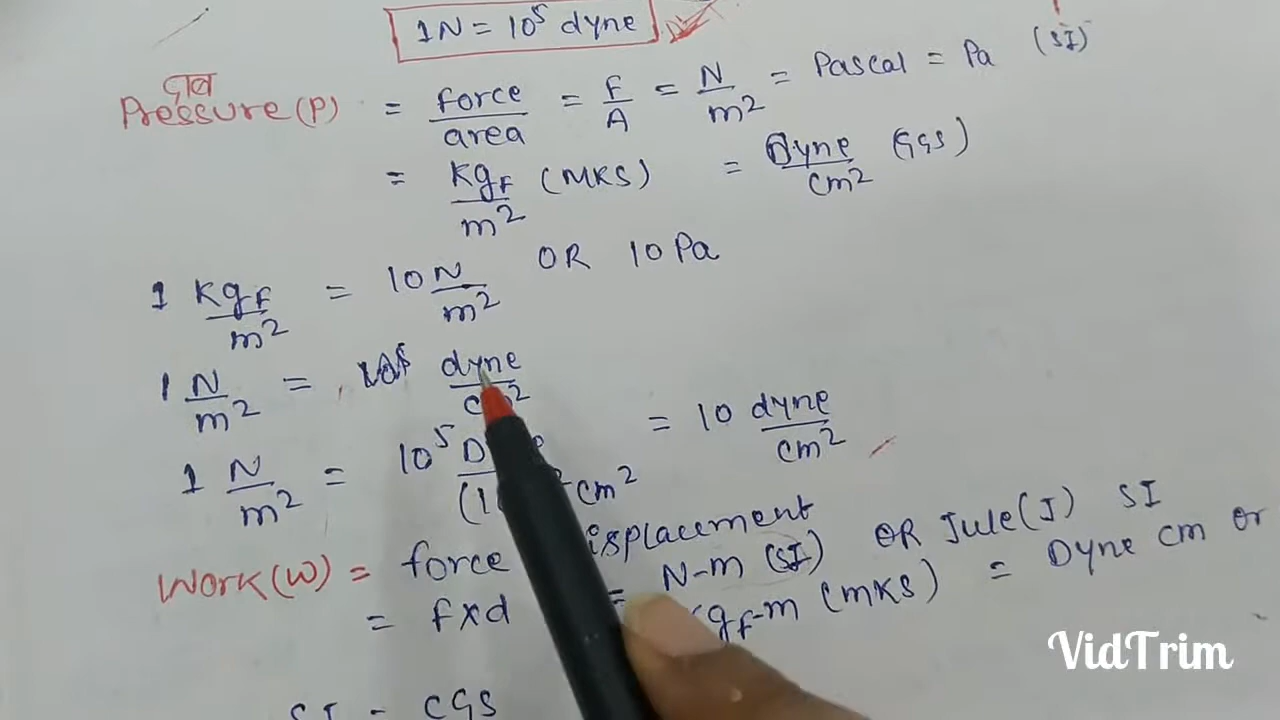 1N = 10⁵ dyne
दाब
Pressure (P) = force/area = F/A = N/m² = Pascal = Pa (SI)
= kgF/m² (MKS) = Dyne/cm² (CGS)
1 kgF/m² = 10 N/m² OR 10 Pa
1 N/m² = dyne/cm²
1 N/m² = 10⁵ cm² = 10 dyne/cm²
Work (W) = force
= F×d = N-m (SI) OR Jule (J) SI
gF-m (MKS) = Dyne cm or
SI - CGS
VidTrim